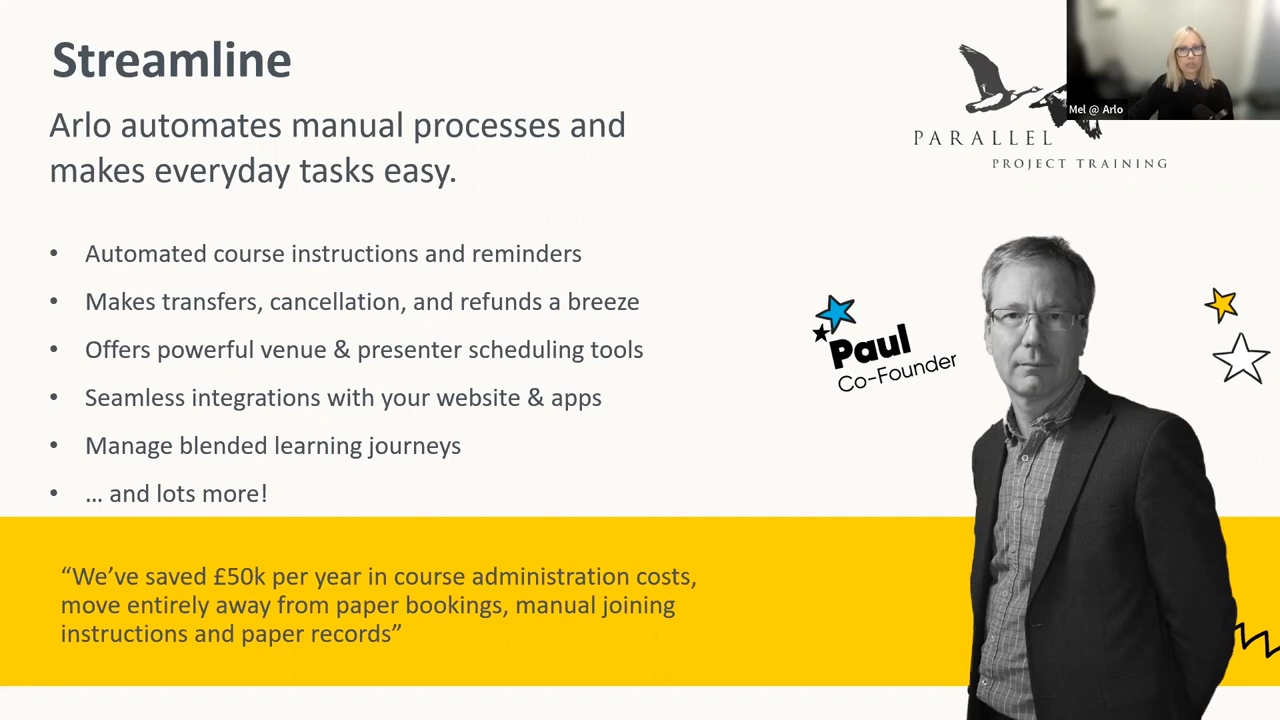 Streamline
Arlo automates manual processes and
makes everyday tasks easy.
• Automated course instructions and reminders
• Makes transfers, cancellation, and refunds a breeze
• Offers powerful venue & presenter scheduling tools
• Seamless integrations with your website & apps
• Manage blended learning journeys
• … and lots more!
“We’ve saved £50k per year in course administration costs,
move entirely away from paper bookings, manual joining
instructions and paper records”
Mel @ Arlo
PARALLEL
PROJECT TRAINING
Paul
Co-Founder